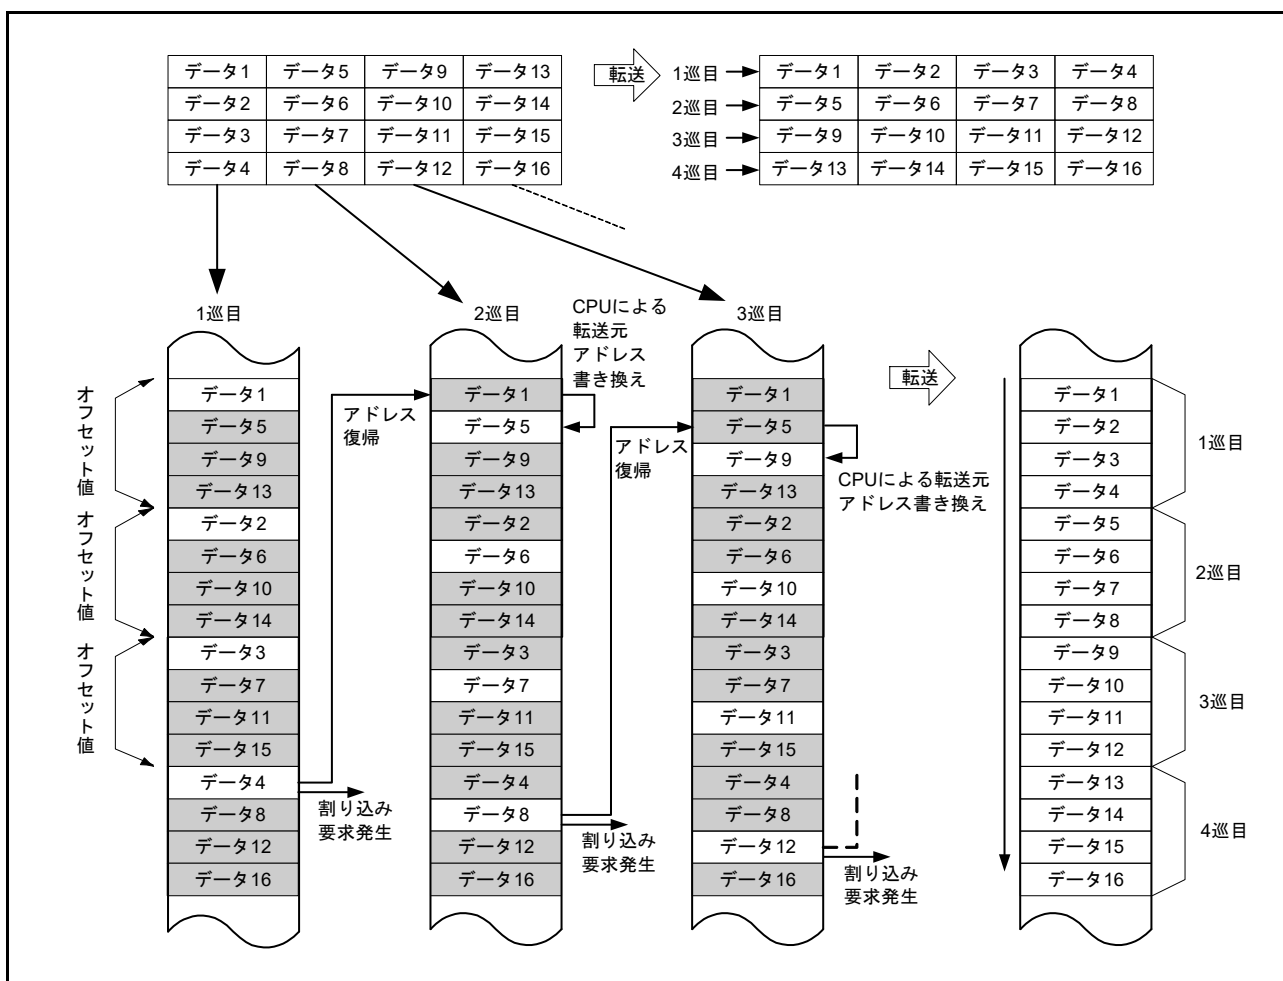 データ1 データ5 データ9 データ13
データ2 データ6 データ10 データ14
データ3 データ7 データ11 データ15
データ4 データ8 データ12 データ16
転送
1巡目 データ1 データ2 データ3 データ4
2巡目 データ5 データ6 データ7 データ8
3巡目 データ9 データ10 データ11 データ12
4巡目 データ13 データ14 データ15 データ16
1巡目
オフセット値
オフセット値
オフセット値
データ1
データ5
データ9
データ13
データ2
データ6
データ10
データ14
データ3
データ7
データ11
データ15
データ4
データ8
データ12
データ16
アドレス
復帰
割り込み
要求発生
2巡目
CPUによる
転送元
アドレス
書き換え
データ1
データ5
データ9
データ13
データ2
データ6
データ10
データ14
データ3
データ7
データ11
データ15
データ4
データ8
データ12
データ16
アドレス
復帰
割り込み
要求発生
3巡目
データ1
データ5
データ9
データ13
データ2
データ6
データ10
データ14
データ3
データ7
データ11
データ15
データ4
データ8
データ12
データ16
CPUによる転送元
アドレス書き換え
割り込み
要求発生
転送
データ1
データ2
データ3
データ4
データ5
データ6
データ7
データ8
データ9
データ10
データ11
データ12
データ13
データ14
データ15
データ16
1巡目
2巡目
3巡目
4巡目